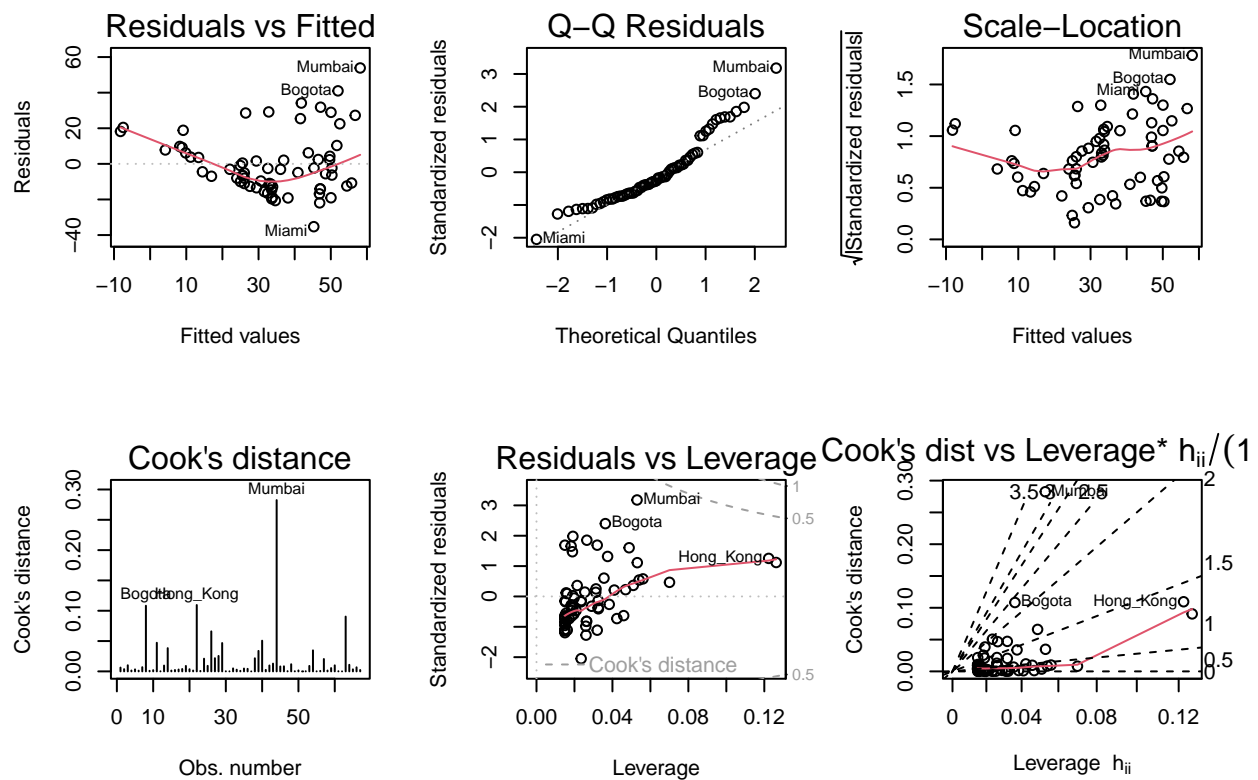 Residuals vs Fitted
Residuals
60
20
0
−40
Mumbai
Bogota
Miami
−10
10
30
50
Fitted values
Q−Q Residuals
Standardized residuals
3
2
1
0
−2
Mumbai
Bogota
Miami
−2
−1
0
1
2
Theoretical Quantiles
Scale−Location
√|Standardized residuals|
1.5
1.0
0.5
0.0
Mumbai
Bogota
Miami
−10
10
30
50
Fitted values
Cook's distance
Cook's distance
0.30
0.20
0.10
0.00
Mumbai
Bogota
Hong_Kong
0
10
30
50
Obs. number
Residuals vs Leverage
Standardized residuals
3
2
1
0
−2
Mumbai
Bogota
Hong_Kong
1
0.5
0.5
Cook's distance
0.00
0.04
0.08
0.12
Leverage
Cook's dist vs Leverage* hii/(1
Cook's distance
0.30
0.20
0.10
0.00
3.5
3
2.5
2
1.5
1
0.5
0
Mumbai
Bogota
Hong_Kong
0
0.04
0.08
0.12
Leverage hii